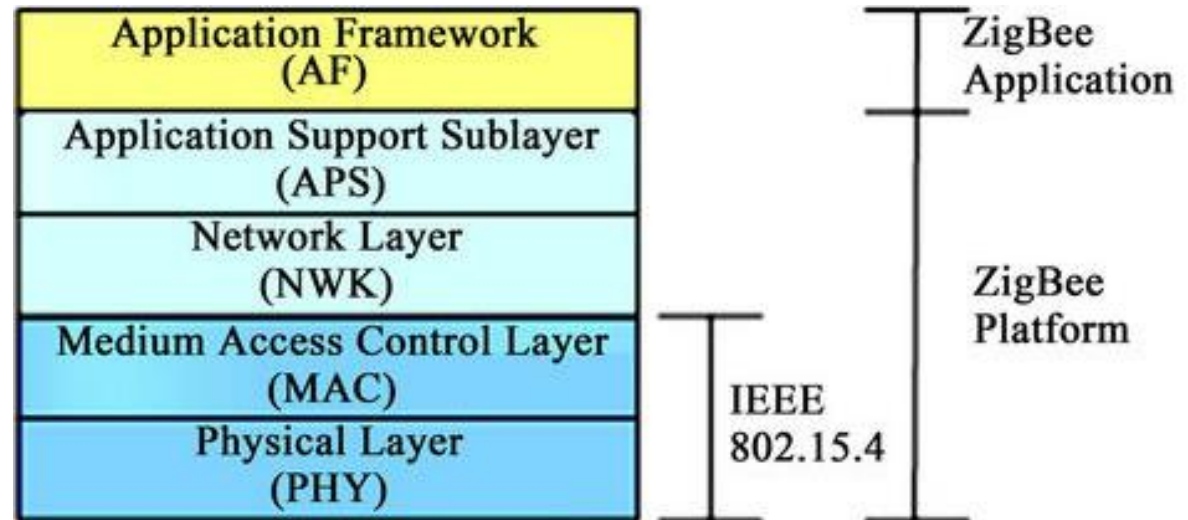 Application Framework
(AF)
Application Support Sublayer
(APS)
Network Layer
(NWK)
Medium Access Control Layer
(MAC)
Physical Layer
(PHY)
ZigBee
Application
ZigBee
Platform
IEEE
802.15.4